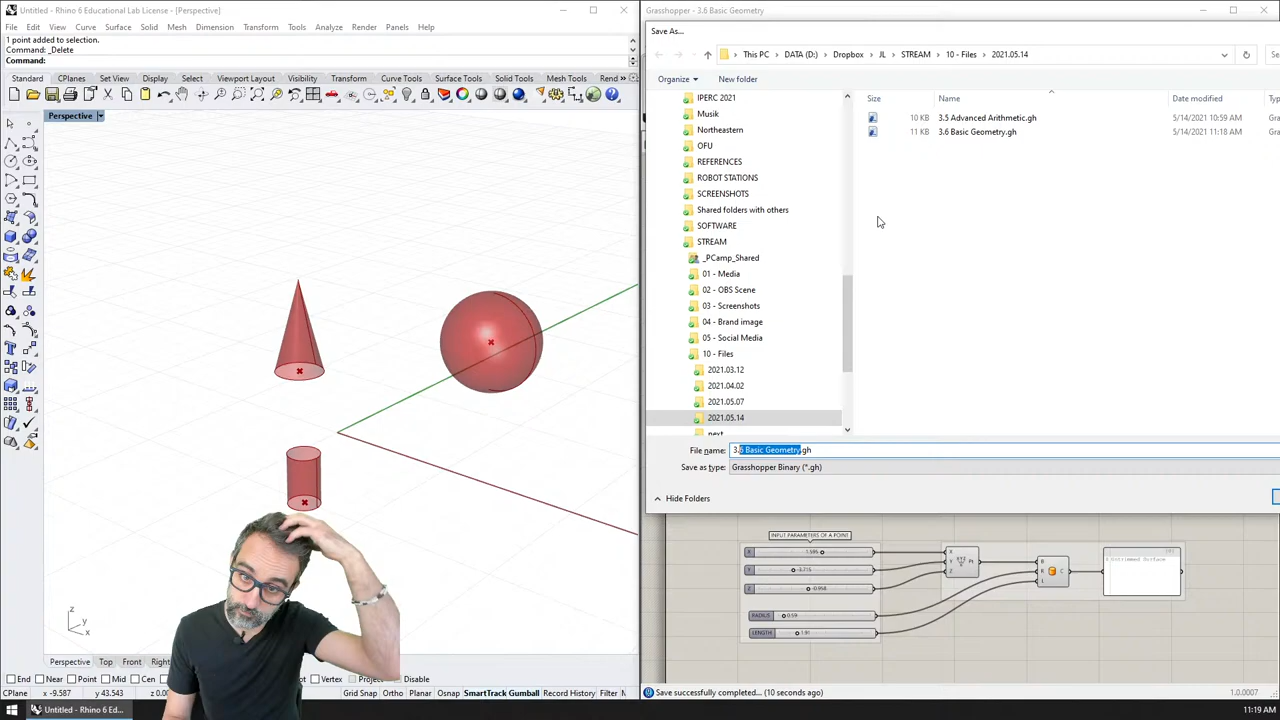 Untitled - Rhino 6 Educational Lab License - [Perspective]
File Edit View Curve Surface Solid Mesh Dimension Transform Tools Analyze Render Panels Help
1 point added to selection.
Command: _Delete
Command:
Standard CPlanes Set View Display Select Viewport Layout Visibility Transform Curve Tools Surface Tools Solid Tools Mesh Tools Rend
Perspective
z
y
x
Perspective Top Front Right
End Near Point Mid Cen Vertex Project Disable
CPlane x -9.587 y 43.543 z 0.00 Grid Snap Ortho Planar Osnap SmartTrack Gumball Record History Filter
Untitled - Rhino 6 Ed...
Grasshopper - 3.6 Basic Geometry
Save As...
This PC DATA (D:) Dropbox JL STREAM 10 - Files 2021.05.14
Organize New folder
Size Name Date modified
10 KB 3.5 Advanced Arithmetic.gh 5/14/2021 10:59 AM
11 KB 3.6 Basic Geometry.gh 5/14/2021 11:18 AM
IPERC 2021
Musik
Northeastern
OFU
REFERENCES
ROBOT STATIONS
SCREENSHOTS
Shared folders with others
SOFTWARE
STREAM
_PCamp_Shared
01 - Media
02 - OBS Scene
03 - Screenshots
04 - Brand image
05 - Social Media
10 - Files
2021.03.12
2021.04.02
2021.05.07
2021.05.14
next
File name: 3.6 Basic Geometry.gh
Save as type: Grasshopper Binary (*.gh)
Hide Folders
INPUT PARAMETERS OF A POINT
X
Y -3.715
Z -0.958
RADIUS 0.59
LENGTH 1.91
X
Y
Z
Pt
B
R
L
C
Save successfully completed... (10 seconds ago)
1.0.0007
11:19 AM